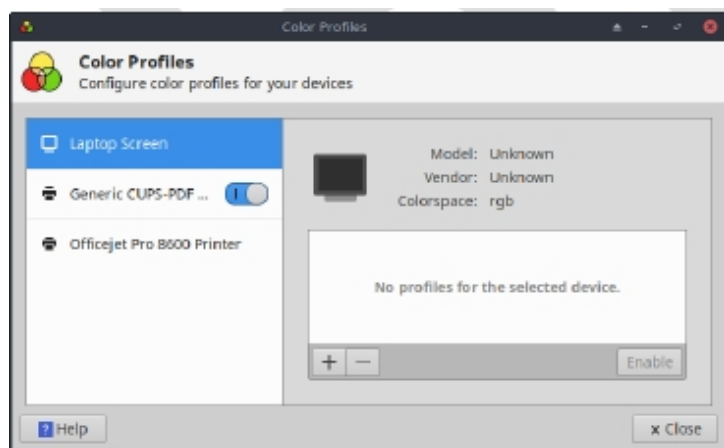 Color Profiles
Color Profiles
Configure color profiles for your devices
Laptop Screen
Generic CUPS-PDF ...
Officejet Pro 8600 Printer
Model: Unknown
Vendor: Unknown
Colorspace: rgb
No profiles for the selected device.
+ −
Enable
? Help
x Close